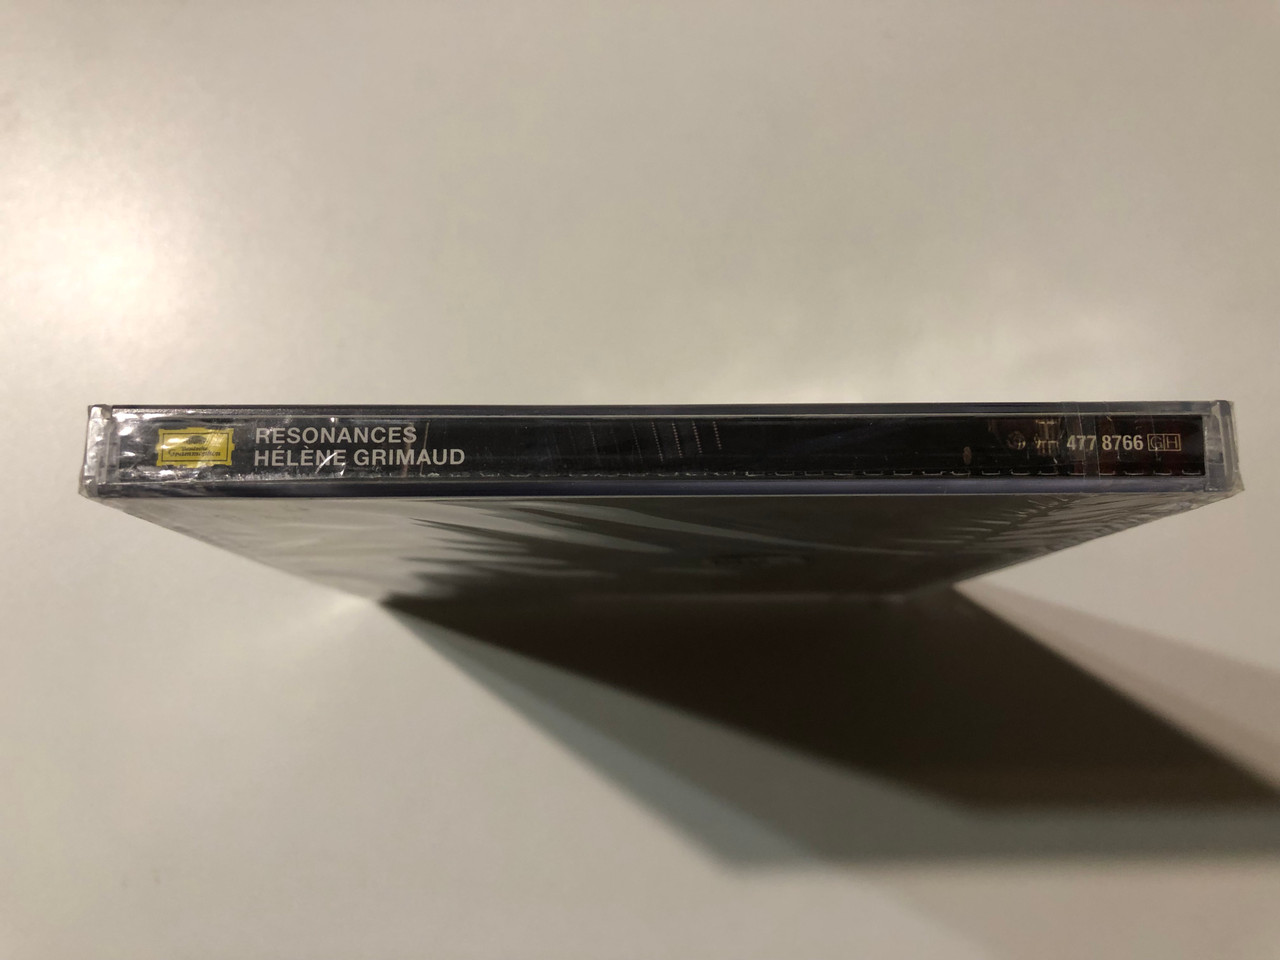 RESONANCES
HÉLÈNE GRIMAUD
477 8766 GH